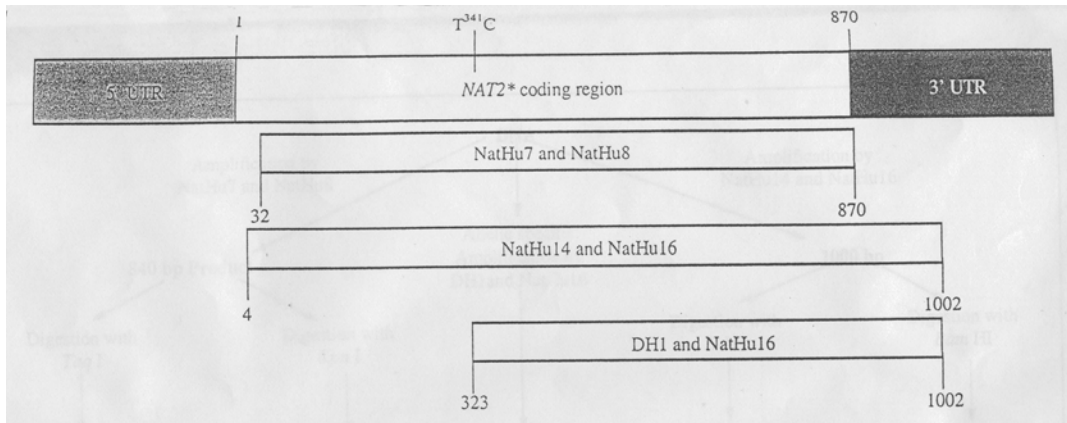 1 T³⁴¹C 870
5' UTR NAT2* coding region 3' UTR
NatHu7 and NatHu8
32 870
NatHu14 and NatHu16
4 1002
DH1 and NatHu16
323 1002